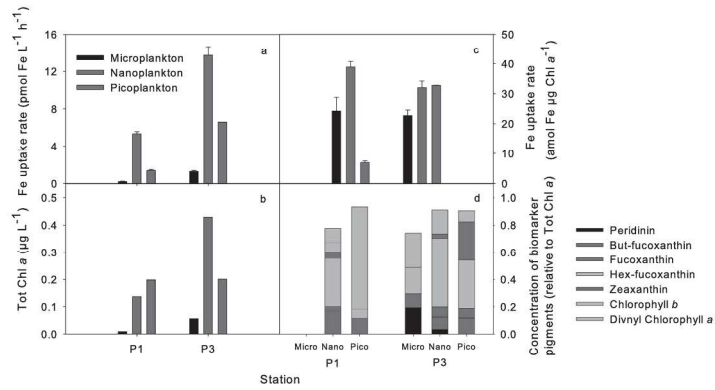 Fe uptake rate (pmol Fe L⁻¹ h⁻¹)
16
12
8
4
0
a
Microplankton
Nanoplankton
Picoplankton
c
50
40
30
20
10
0
Fe uptake rate
(amol Fe µg Chl a⁻¹)
Tot Chl a (µg L⁻¹)
0.5
0.4
0.3
0.2
0.1
0.0
b
P1
P3
d
1.0
0.8
0.6
0.4
0.2
0.0
Micro Nano Pico
Micro Nano Pico
P1
P3
Concentration of biomarker
pigments (relative to Tot Chl a)
Station
Peridinin
But-fucoxanthin
Fucoxanthin
Hex-fucoxanthin
Zeaxanthin
Chlorophyll b
Divnyl Chlorophyll a